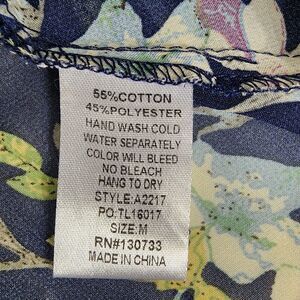 55%COTTON
45%POLYESTER
HAND WASH COLD
WATER SEPARATELY
COLOR WILL BLEED
NO BLEACH
HANG TO DRY
STYLE:A2217
PO:TL16017
SIZE:M
RN#130733
MADE IN CHINA